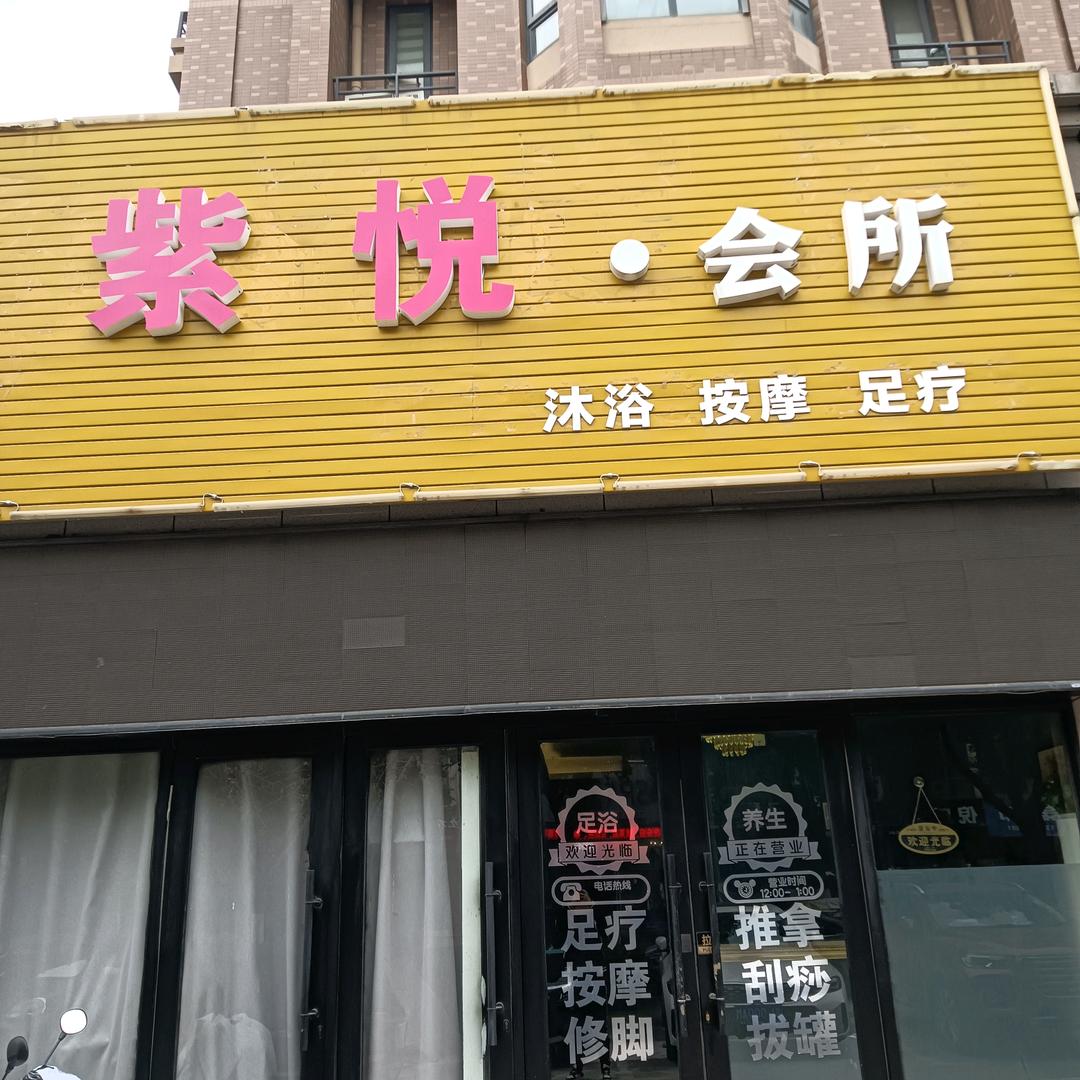 紫悦·会所
沐浴 按摩 足疗
足浴
欢迎光临
电话热线
足疗
按摩
修脚
养生
正在营业
营业时间
12:00- 1:00
推拿
刮痧
拔罐
拉
欢迎光临